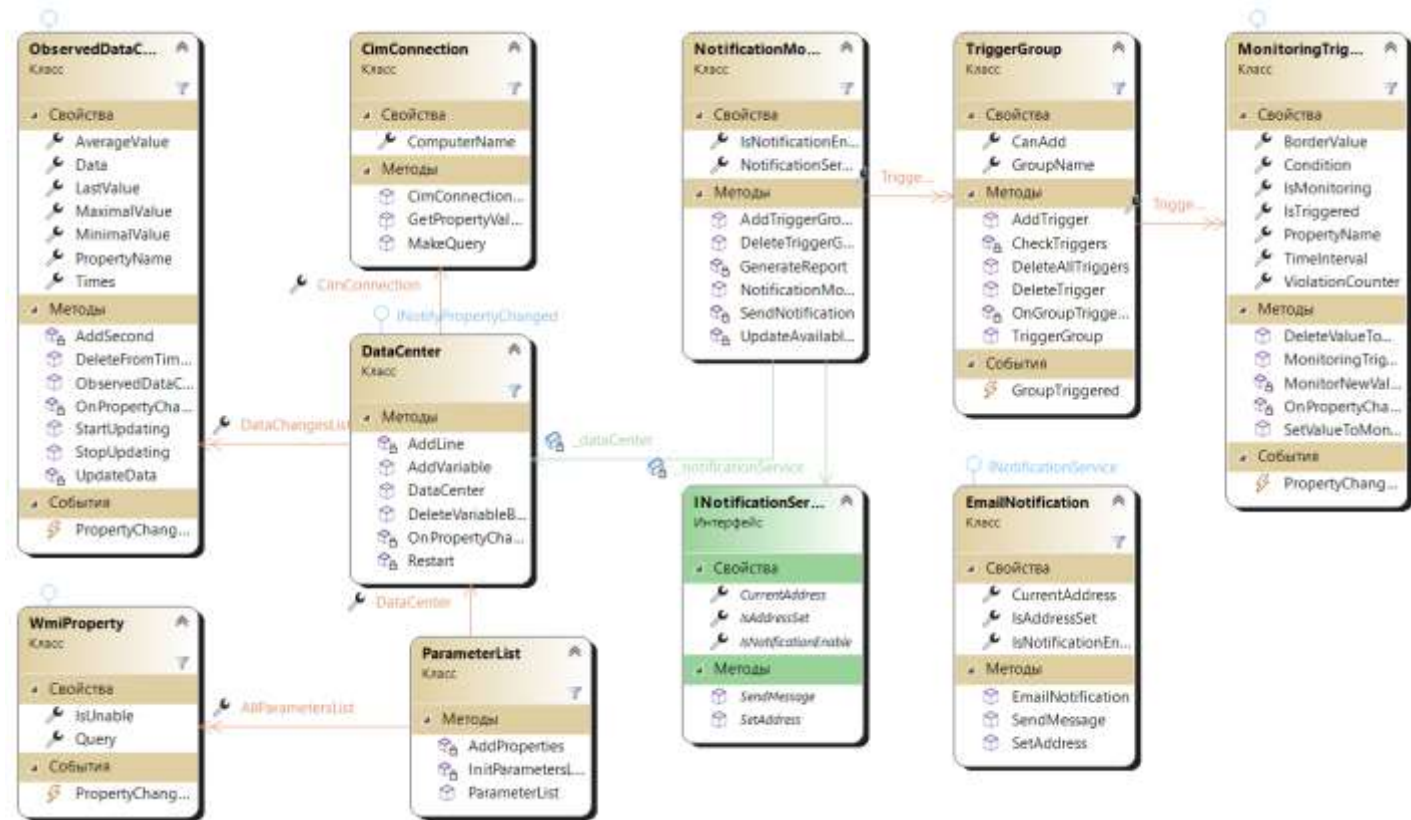 ObservedDataC...
Класс
Свойства
AverageValue
Data
LastValue
MaximalValue
MinimalValue
PropertyName
Times
Методы
AddSecond
DeleteFromTim...
ObservedDataC...
OnPropertyCha...
StartUpdating
StopUpdating
UpdateData
События
PropertyChang...
CimConnection
Класс
Свойства
ComputerName
Методы
CimConnection...
GetPropertyVal...
MakeQuery
CimConnection
INotifyPropertyChanged
DataCenter
Класс
Методы
AddLine
AddVariable
DataCenter
DeleteVariableB...
OnPropertyCha...
Restart
DataChangesList
_dataCenter
_notificationService
DataCenter
NotificationMo...
Класс
Свойства
IsNotificationEn...
NotificationSer...
Методы
AddTriggerGro...
DeleteTriggerG...
GenerateReport
NotificationMo...
SendNotification
UpdateAvailabl...
Trigge...
TriggerGroup
Класс
Свойства
CanAdd
GroupName
Методы
AddTrigger
CheckTriggers
DeleteAllTriggers
DeleteTrigger
OnGroupTrigge...
TriggerGroup
События
GroupTriggered
Trigge...
MonitoringTrig...
Класс
Свойства
BorderValue
Condition
IsMonitoring
IsTriggered
PropertyName
TimeInterval
ViolationCounter
Методы
DeleteValueTo...
MonitoringTrig...
MonitorNewVal...
OnPropertyCha...
SetValueToMon...
События
PropertyChang...
WmiProperty
Класс
Свойства
IsUnable
Query
События
PropertyChang...
AllParametersList
ParameterList
Класс
Методы
AddProperties
InitParametersL...
ParameterList
INotificationSer...
Интерфейс
Свойства
CurrentAddress
IsAddressSet
IsNotificationEnable
Методы
SendMessage
SetAddress
INotificationService
EmailNotification
Класс
Свойства
CurrentAddress
IsAddressSet
IsNotificationEn...
Методы
EmailNotification
SendMessage
SetAddress